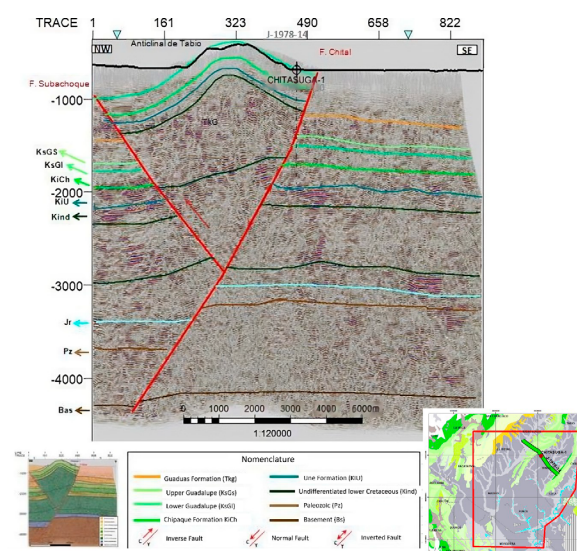 TRACE 1 161 323 490 658 822
Anticlinal de Tabio
J-1978-14
NW
F. Chital
SE
F. Subachoque
CHITASUGA-1
-1000
TKG
KsGS
KsGI
KiCh
-2000
KiU
Kind
-3000
Jr
Pz
-4000
Bas
0 1000 2000 3000 4000 5000 6000m
1:120000
Nomenclature
Guaduas Formation (Tkg)
Une Formation (KiU)
Upper Guadalupe (KsGs)
Undifferentiated lower Cretaceous (Kind)
Lower Guadalupe (KsGi)
Paleozoic (Pz)
Chipaque Formation KiCh
Basement (Bs)
Inverse Fault
Normal Fault
Inverted Fault